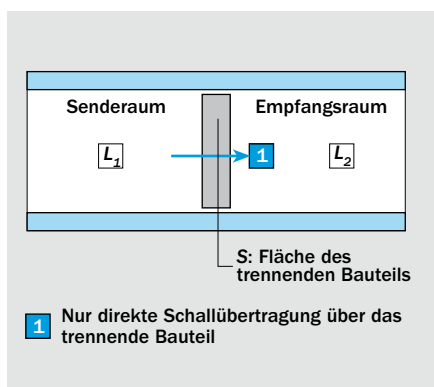 Senderaum
Empfangsraum
L1
1
L2
S: Fläche des
trennenden Bauteils
1 Nur direkte Schallübertragung über das
trennende Bauteil